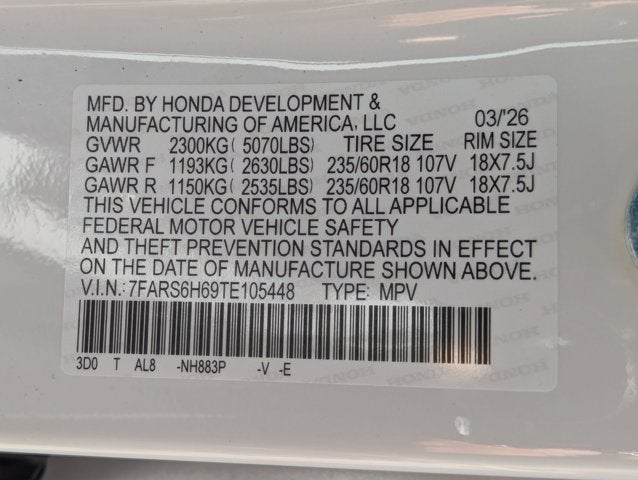 MFD. BY HONDA DEVELOPMENT &
MANUFACTURING OF AMERICA, LLC 03/'26
GVWR 2300KG( 5070LBS) TIRE SIZE RIM SIZE
GAWR F 1193KG( 2630LBS) 235/60R18 107V 18X7.5J
GAWR R 1150KG( 2535LBS) 235/60R18 107V 18X7.5J
THIS VEHICLE CONFORMS TO ALL APPLICABLE
FEDERAL MOTOR VEHICLE SAFETY
AND THEFT PREVENTION STANDARDS IN EFFECT
ON THE DATE OF MANUFACTURE SHOWN ABOVE.
V.I.N.:7FARS6H69TE105448 TYPE: MPV
3D0 T AL8 -NH883P -V -E